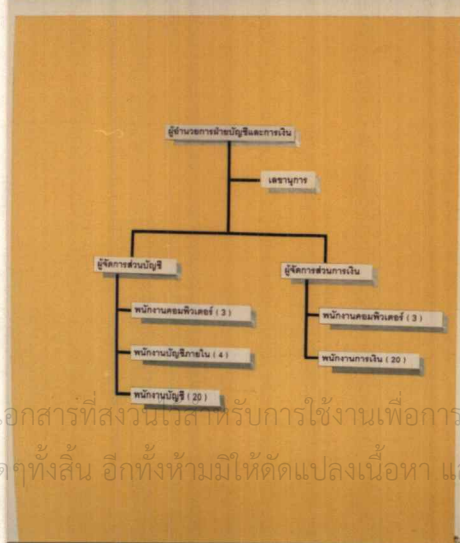 ผู้อำนวยการฝ่ายบัญชีและการเงิน
เลขานุการ
ผู้จัดการส่วนบัญชี
ผู้จัดการส่วนการเงิน
พนักงานคอมพิวเตอร์ ( 3 )
พนักงานคอมพิวเตอร์ ( 3 )
พนักงานบัญชีภายใน ( 4 )
พนักงานการเงิน ( 20 )
พนักงานบัญชี ( 20 )
อกสารที่สงวนไว้สำหรับการใช้งานเพื่อการ
ดๆทั้งสิ้น อีกทั้งห้ามมิให้ดัดแปลงเนื้อหา แล